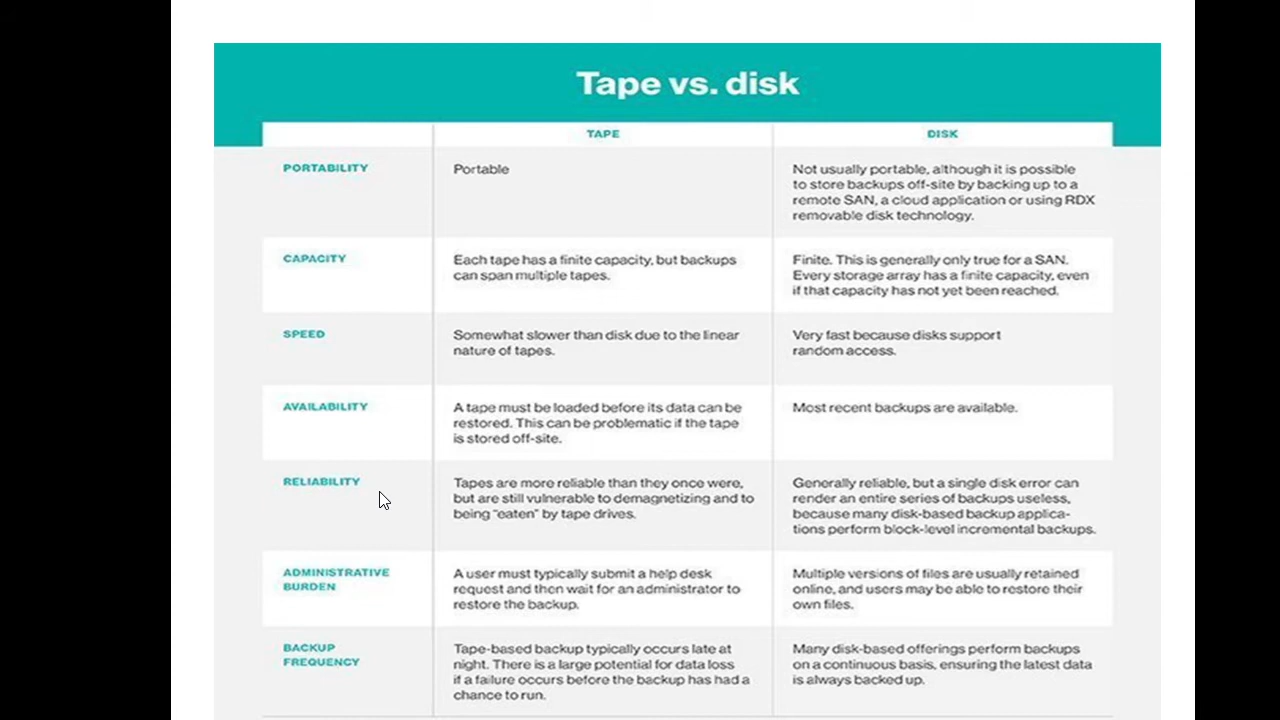 Tape vs. disk
TAPE
DISK
PORTABILITY
Portable
Not usually portable, although it is possible
to store backups off-site by backing up to a
remote SAN, a cloud application or using RDX
removable disk technology.
CAPACITY
Each tape has a finite capacity, but backups
can span multiple tapes.
Finite. This is generally only true for a SAN.
Every storage array has a finite capacity, even
if that capacity has not yet been reached.
SPEED
Somewhat slower than disk due to the linear
nature of tapes.
Very fast because disks support
random access.
AVAILABILITY
A tape must be loaded before its data can be
restored. This can be problematic if the tape
is stored off-site.
Most recent backups are available.
RELIABILITY
Tapes are more reliable than they once were,
but are still vulnerable to demagnetizing and to
being "eaten" by tape drives.
Generally reliable, but a single disk error can
render an entire series of backups useless,
because many disk-based backup applica-
tions perform block-level incremental backups.
ADMINISTRATIVE
BURDEN
A user must typically submit a help desk
request and then wait for an administrator to
restore the backup.
Multiple versions of files are usually retained
online, and users may be able to restore their
own files.
BACKUP
FREQUENCY
Tape-based backup typically occurs late at
night. There is a large potential for data loss
if a failure occurs before the backup has had a
chance to run.
Many disk-based offerings perform backups
on a continuous basis, ensuring the latest data
is always backed up.